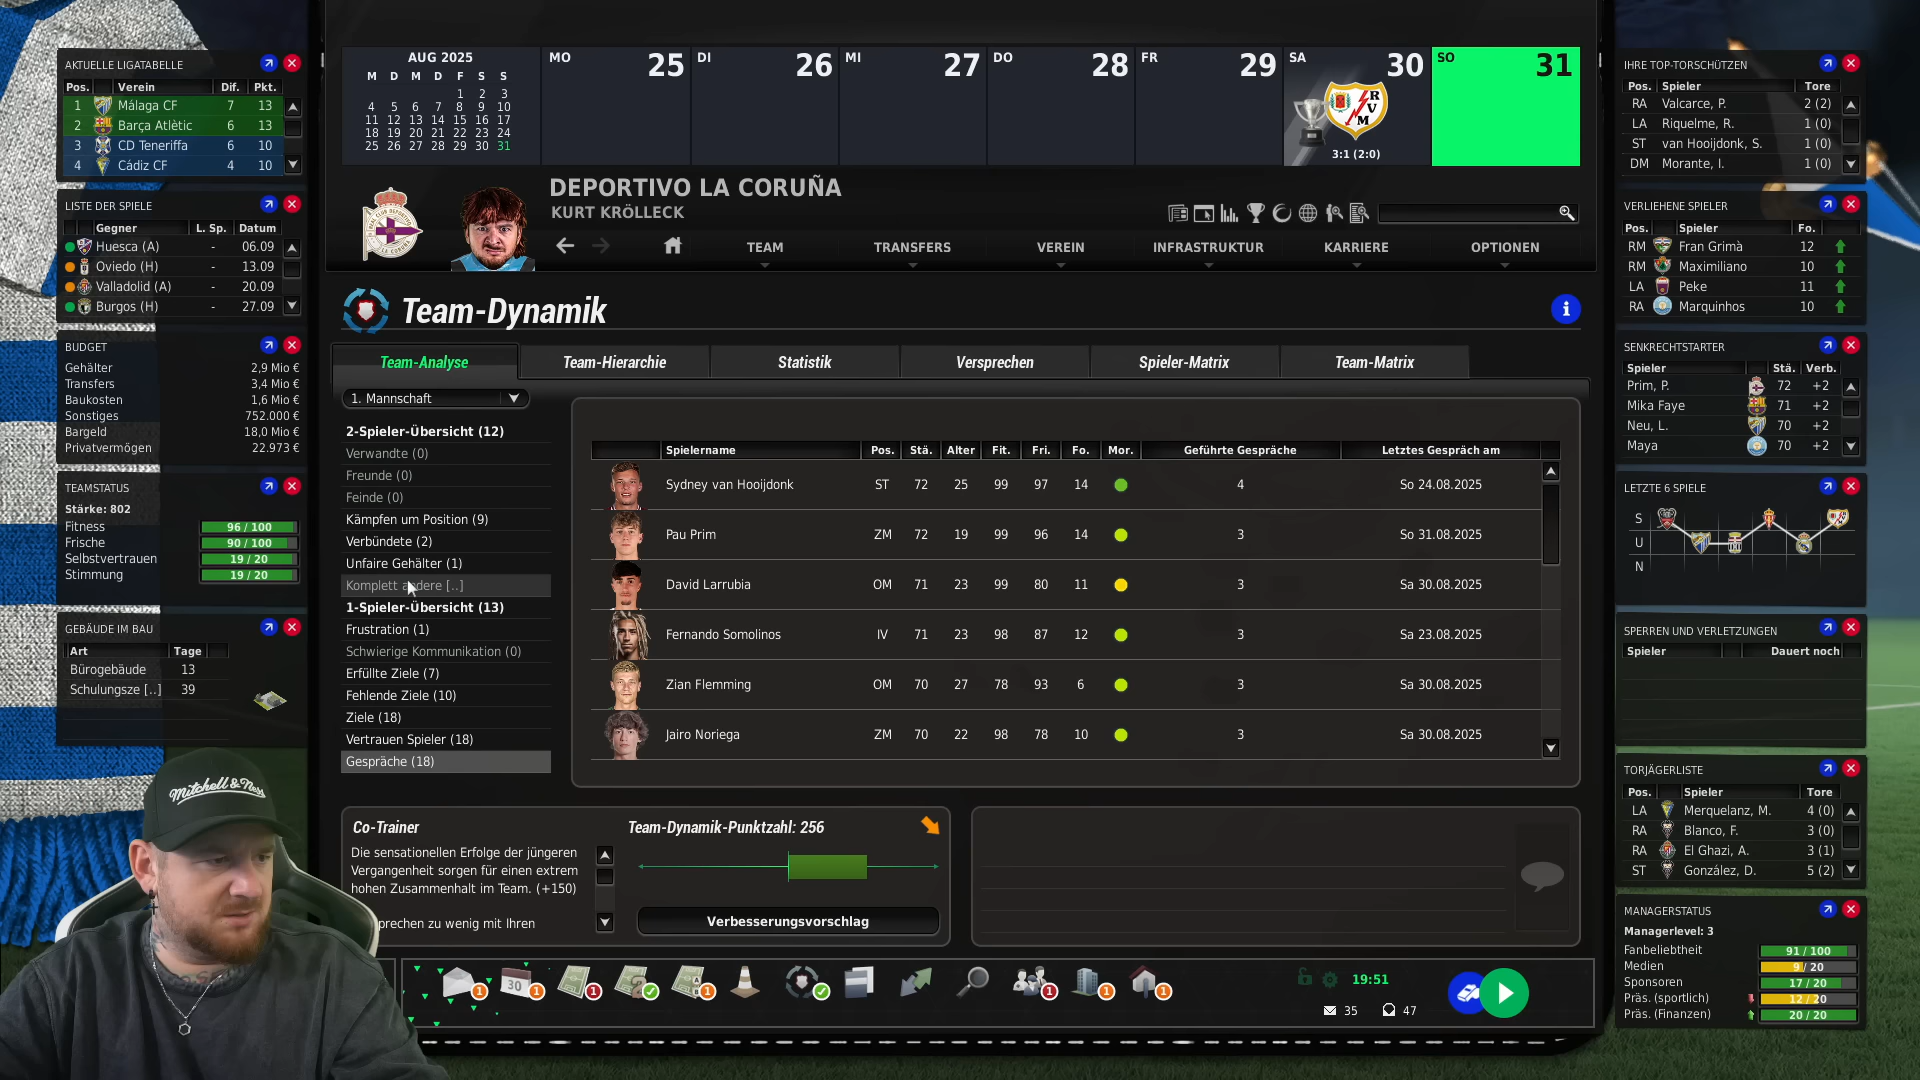 AKTUELLE LIGATABELLE
Pos. Verein Dif. Pkt.
1 Málaga CF 7 13
2 Barça Atlètic 6 13
3 CD Teneriffa 6 10
4 Cádiz CF 4 10
LISTE DER SPIELE
Gegner L. Sp. Datum
Huesca (A) - 06.09
Oviedo (H) - 13.09
Valladolid (A) - 20.09
Burgos (H) - 27.09
BUDGET
Gehälter 2,9 Mio €
Transfers 3,4 Mio €
Baukosten 1,6 Mio €
Sonstiges 752.000 €
Bargeld 18,0 Mio €
Privatvermögen 22.973 €
TEAMSTATUS
Stärke: 802
Fitness 96 / 100
Frische 90 / 100
Selbstvertrauen 19 / 20
Stimmung 19 / 20
GEBÄUDE IM BAU
Art Tage
Bürogebäude 13
Schulungsze [..] 39
Mitchell & Ness
AUG 2025
M D M D F S S
1 2 3
4 5 6 7 8 9 10
11 12 13 14 15 16 17
18 19 20 21 22 23 24
25 26 27 28 29 30 31
MO 25
DI 26
MI 27
DO 28
FR 29
SA 30
RVM
3:1 (2:0)
SO 31
DEPORTIVO LA CORUÑA
KURT KRÖLLECK
TEAM TRANSFERS VEREIN INFRASTRUKTUR KARRIERE OPTIONEN
Team-Dynamik
i
Team-Analyse Team-Hierarchie Statistik Versprechen Spieler-Matrix Team-Matrix
1. Mannschaft
2-Spieler-Übersicht (12)
Verwandte (0)
Freunde (0)
Feinde (0)
Kämpfen um Position (9)
Verbündete (2)
Unfaire Gehälter (1)
Komplett andere [..]
1-Spieler-Übersicht (13)
Frustration (1)
Schwierige Kommunikation (0)
Erfüllte Ziele (7)
Fehlende Ziele (10)
Ziele (18)
Vertrauen Spieler (18)
Gespräche (18)
Spielername Pos. Stä. Alter Fit. Fri. Fo. Mor. Geführte Gespräche Letztes Gespräch am
Sydney van Hooijdonk ST 72 25 99 97 14 4 So 24.08.2025
Pau Prim ZM 72 19 99 96 14 3 So 31.08.2025
David Larrubia OM 71 23 99 80 11 3 Sa 30.08.2025
Fernando Somolinos IV 71 23 98 87 12 3 Sa 23.08.2025
Zian Flemming OM 70 27 78 93 6 3 Sa 30.08.2025
Jairo Noriega ZM 70 22 98 78 10 3 Sa 30.08.2025
Co-Trainer
Die sensationellen Erfolge der jüngeren
Vergangenheit sorgen für einen extrem
hohen Zusammenhalt im Team. (+150)
prechen zu wenig mit Ihren
Team-Dynamik-Punktzahl: 256
Verbesserungsvorschlag
1 30 1 1 1 1 1 1
19:51
35 47
IHRE TOP-TORSCHÜTZEN
Pos. Spieler Tore
RA Valcarce, P. 2 (2)
LA Riquelme, R. 1 (0)
ST van Hooijdonk, S. 1 (0)
DM Morante, I. 1 (0)
VERLIEHENE SPIELER
Pos. Spieler Fo.
RM Fran Grimà 12
RM Maximiliano 10
LA Peke 11
RA Marquinhos 10
SENKRECHTSTARTER
Spieler Stä. Verb.
Prim, P. 72 +2
Mika Faye 71 +2
Neu, L. 70 +2
Maya 70 +2
LETZTE 6 SPIELE
S
U
N
SPERREN UND VERLETZUNGEN
Spieler Dauert noch
TORJÄGERLISTE
Pos. Spieler Tore
LA Merquelanz, M. 4 (0)
RA Blanco, F. 3 (0)
RA El Ghazi, A. 3 (1)
ST González, D. 5 (2)
MANAGERSTATUS
Managerlevel: 3
Fanbeliebtheit 91 / 100
Medien 9 / 20
Sponsoren 17 / 20
Präs. (sportlich) 12 / 20
Präs. (Finanzen) 20 / 20